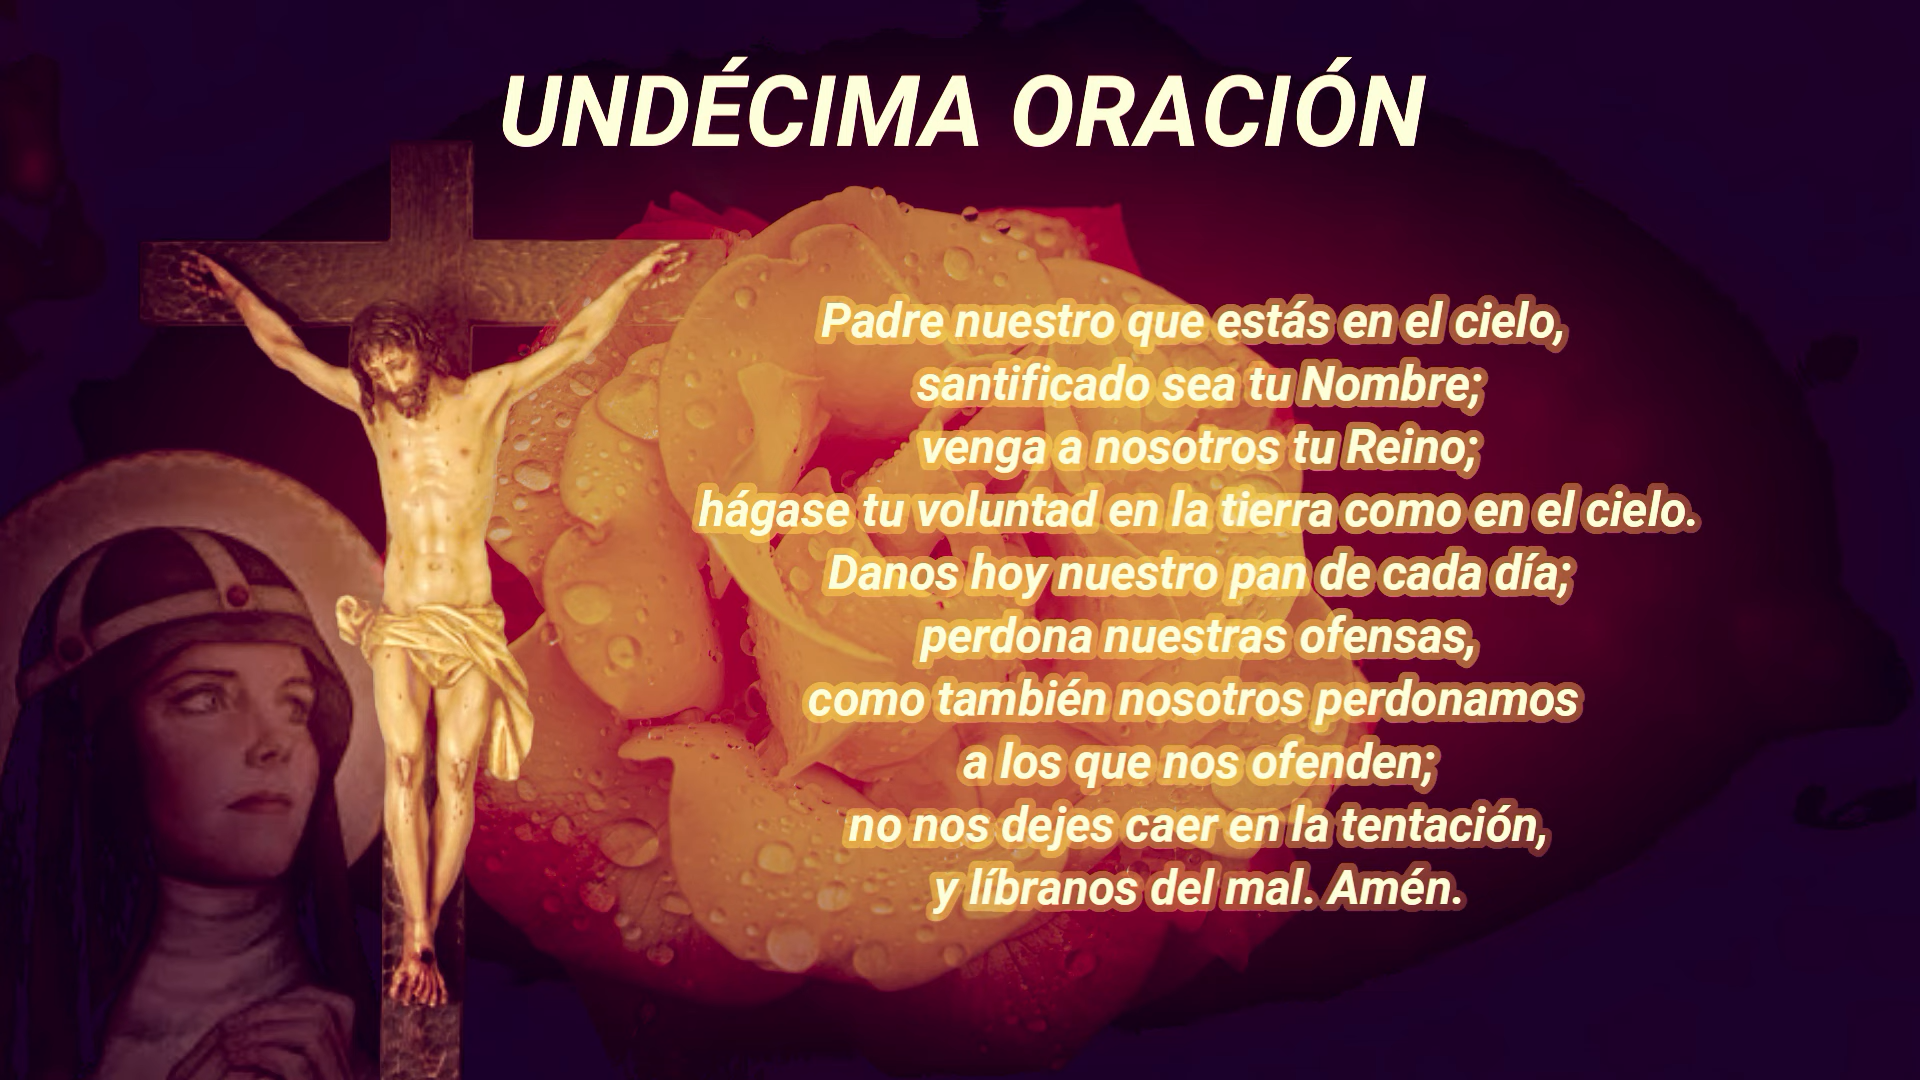 UNDÉCIMA ORACIÓN
Padre nuestro que estás en el cielo,
santificado sea tu Nombre;
venga a nosotros tu Reino;
hágase tu voluntad en la tierra como en el cielo.
Danos hoy nuestro pan de cada día;
perdona nuestras ofensas,
como también nosotros perdonamos
a los que nos ofenden;
no nos dejes caer en la tentación,
y líbranos del mal. Amén.